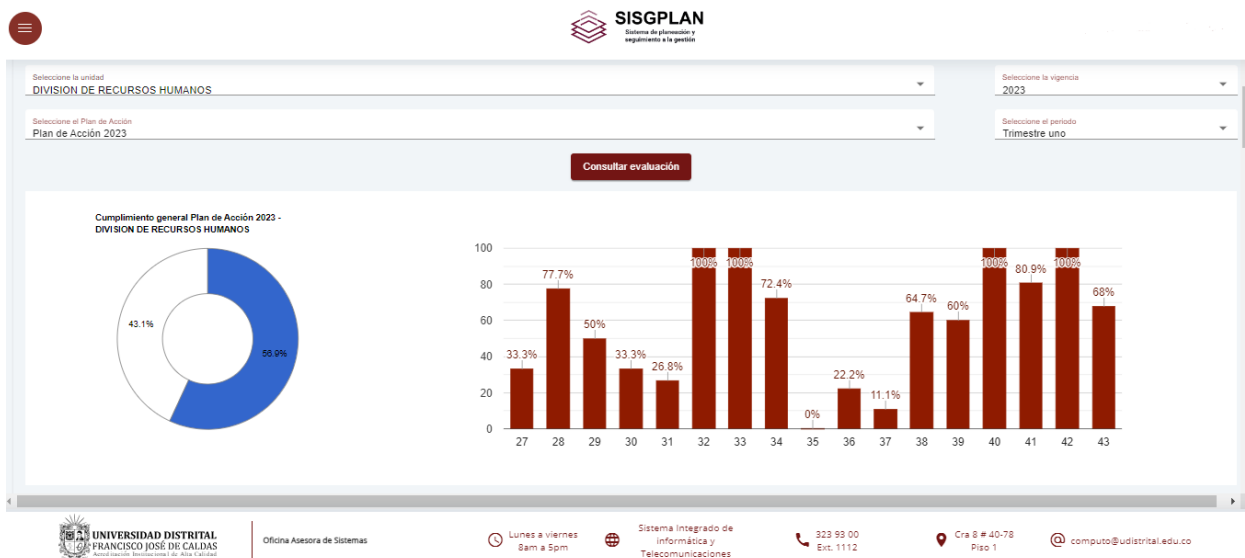 SISGPLAN
Sistema de planeación y
seguimiento a la gestión
Seleccione la unidad
DIVISION DE RECURSOS HUMANOS
Seleccione la vigencia
2023
Seleccione el Plan de Acción
Plan de Acción 2023
Seleccione el periodo
Trimestre uno
Consultar evaluación
Cumplimiento general Plan de Acción 2023 -
DIVISION DE RECURSOS HUMANOS
43.1%
56.9%
100
80
60
40
20
0
33.3%
77.7%
50%
33.3%
26.8%
100%
100%
72.4%
0%
22.2%
11.1%
64.7%
60%
100%
80.9%
100%
68%
27 28 29 30 31 32 33 34 35 36 37 38 39 40 41 42 43
UNIVERSIDAD DISTRITAL
FRANCISCO JOSÉ DE CALDAS
Acreditación Institucional de Alta Calidad
Oficina Asesora de Sistemas
Lunes a viernes
8am a 5pm
Sistema Integrado de
informática y
Telecomunicaciones
323 93 00
Ext. 1112
Cra 8 # 40-78
Piso 1
computo@udistrital.edu.co